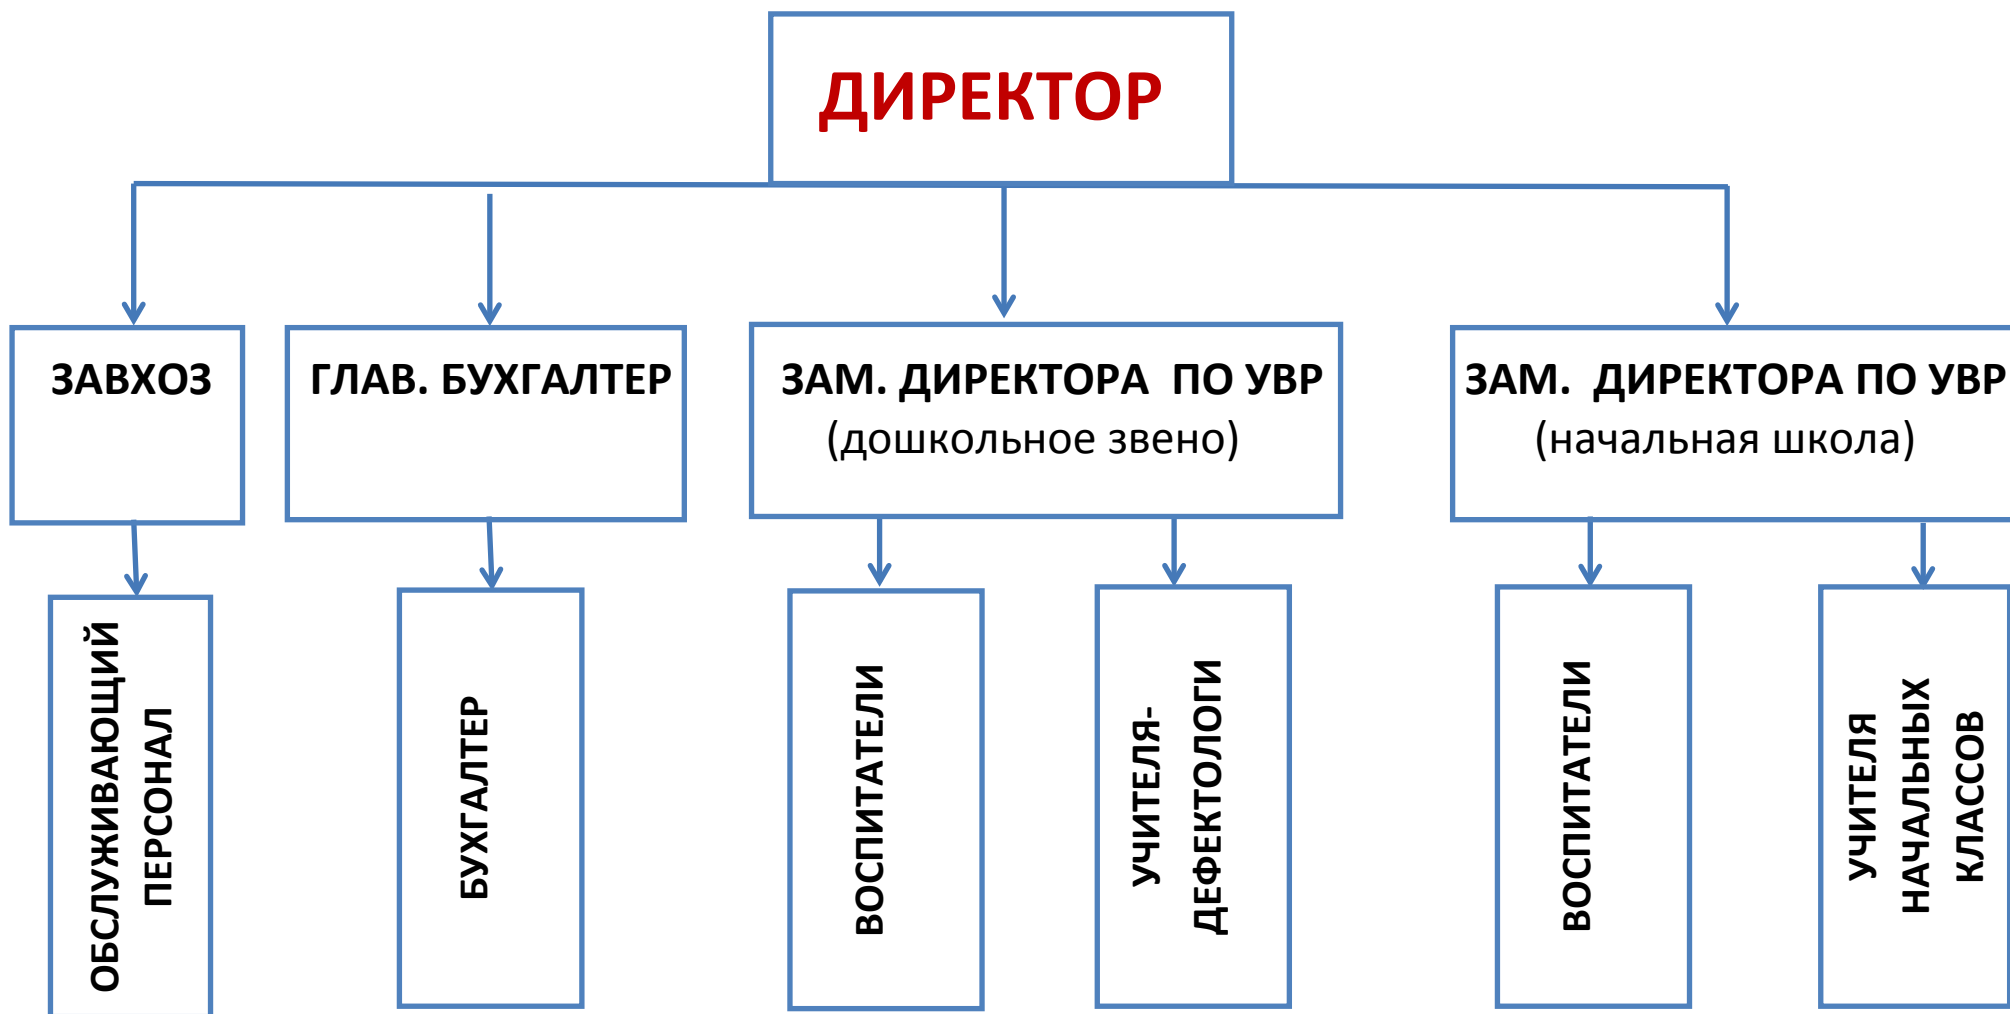 ДИРЕКТОР
ЗАВХОЗ
ГЛАВ. БУХГАЛТЕР
ЗАМ. ДИРЕКТОРА ПО УВР
(дошкольное звено)
ЗАМ. ДИРЕКТОРА ПО УВР
(начальная школа)
ОБСЛУЖИВАЮЩИЙ
ПЕРСОНАЛ
БУХГАЛТЕР
ВОСПИТАТЕЛИ
УЧИТЕЛЯ-
ДЕФЕКТОЛОГИ
ВОСПИТАТЕЛИ
УЧИТЕЛЯ
НАЧАЛЬНЫХ
КЛАССОВ